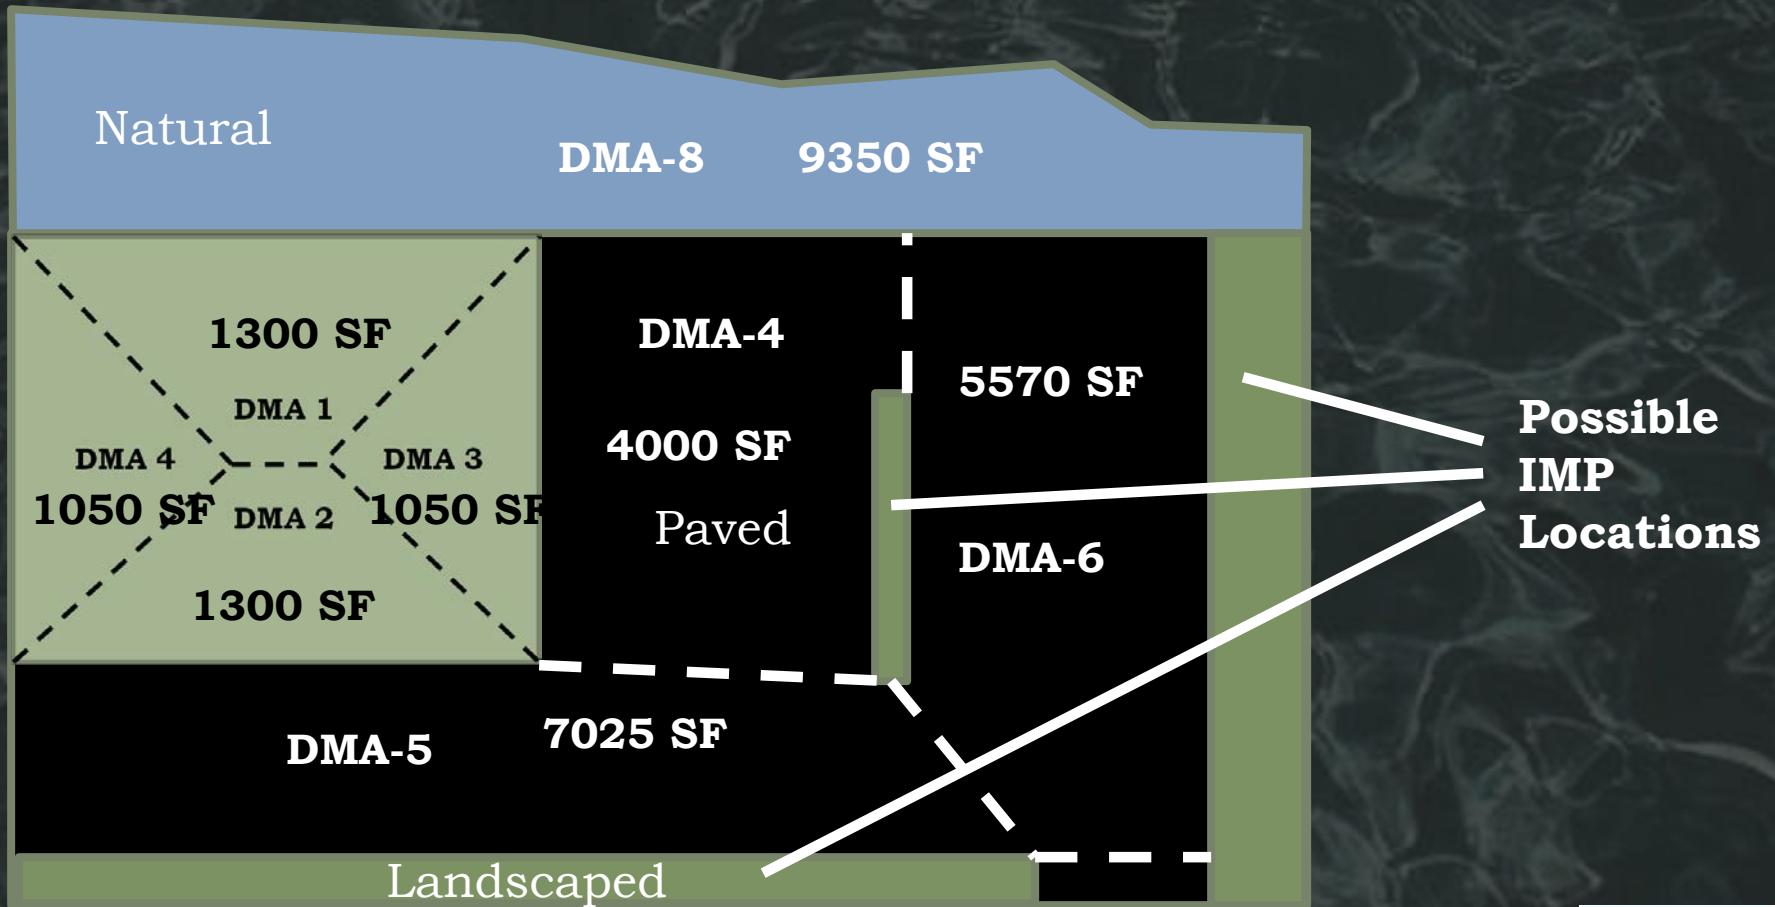 Natural
DMA-8 9350 SF
1300 SF
DMA 1
DMA 4
1050 SF
DMA 3
1050 SF
DMA 2
1300 SF
DMA-4
4000 SF
Paved
5570 SF
DMA-6
DMA-5
7025 SF
Landscaped
Possible
IMP
Locations